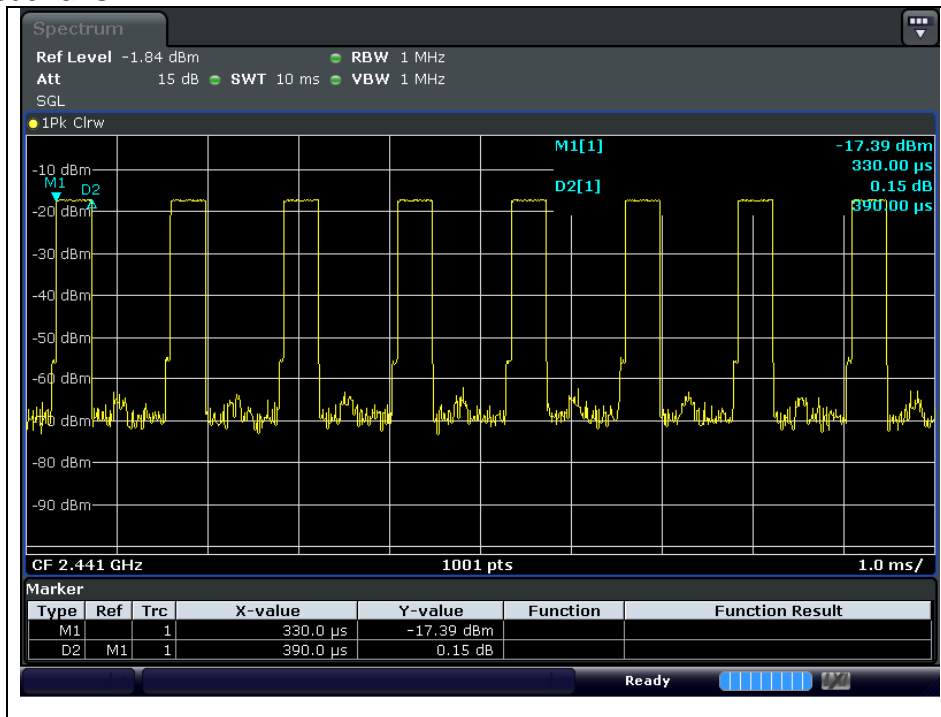 Spectrum
Ref Level -1.84 dBm RBW 1 MHz
Att 15 dB SWT 10 ms VBW 1 MHz
SGL
1Pk Clrw
M1[1] -17.39 dBm
330.00 µs
D2[1] 0.15 dB
390.00 µs
-10 dBm
M1 D2
-20 dBm
-30 dBm
-40 dBm
-50 dBm
-60 dBm
dBm
-80 dBm
-90 dBm
CF 2.441 GHz 1001 pts 1.0 ms/
Marker
Type Ref Trc X-value Y-value Function Function Result
M1 1 330.0 µs -17.39 dBm
D2 M1 1 390.0 µs 0.15 dB
Ready